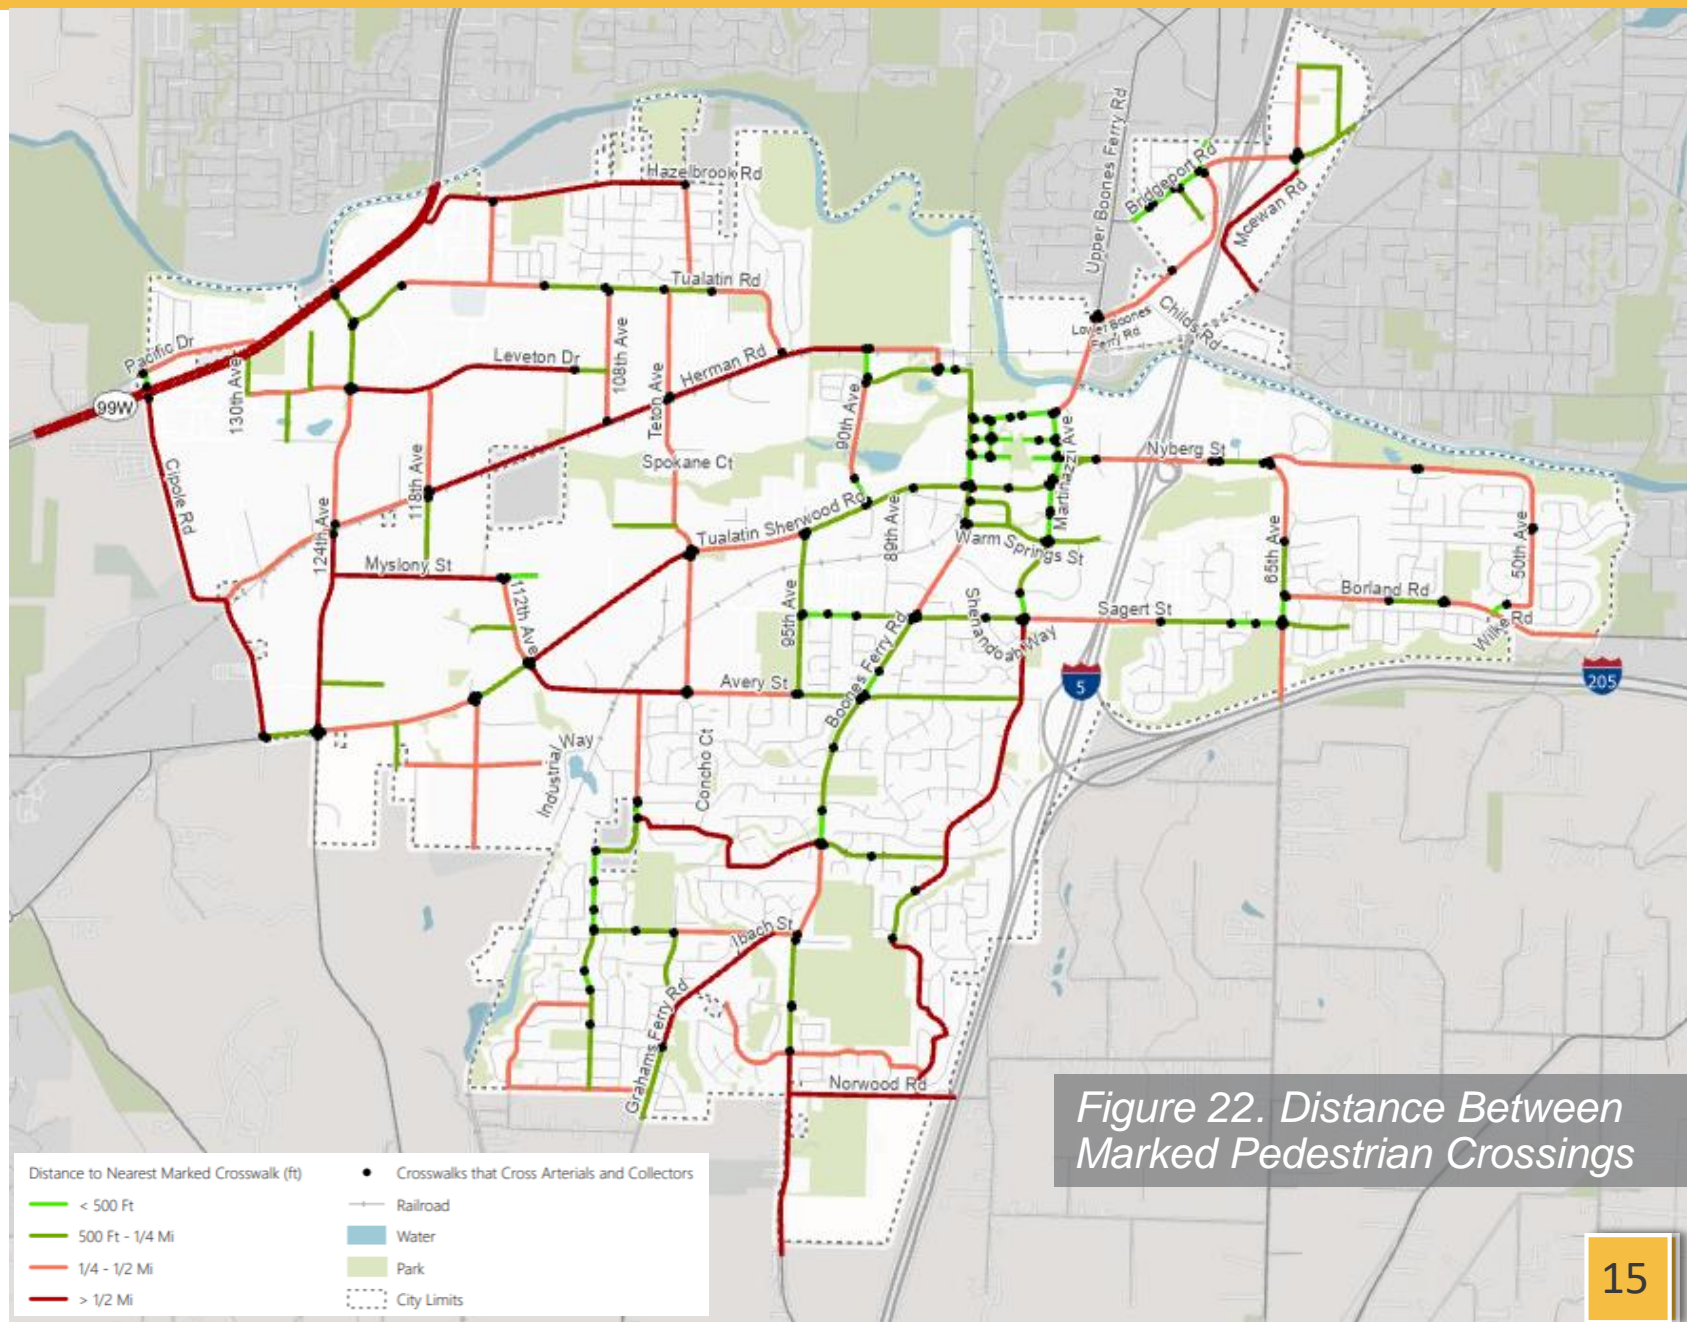 Hazelbrook Rd
Upper Boones Ferry Rd
Bridgeport Rd
Mcewan Rd
Tualatin Rd
Pacific Dr
Lower Boones
Ferry Rd
Childs Rd
130th Ave
99W
Leveton Dr
108th Ave
Herman Rd
Teton Ave
90th Ave
Martinazzi Ave
Nyberg St
Cipole Rd
118th Ave
Spokane Ct
124th Ave
Tualatin Sherwood Rd
89th Ave
Warm Springs St
65th Ave
50th Ave
Myslony St
112th Ave
95th Ave
Boones Ferry Rd
Shenandoah Way
Sagert St
Borland Rd
Wilke Rd
Avery St
5
205
Industrial Way
Concho Ct
Ibach St
Grahams Ferry Rd
Norwood Rd
Figure 22. Distance Between
Marked Pedestrian Crossings
Distance to Nearest Marked Crosswalk (ft)
< 500 Ft
500 Ft - 1/4 Mi
1/4 - 1/2 Mi
> 1/2 Mi
Crosswalks that Cross Arterials and Collectors
Railroad
Water
Park
City Limits
15